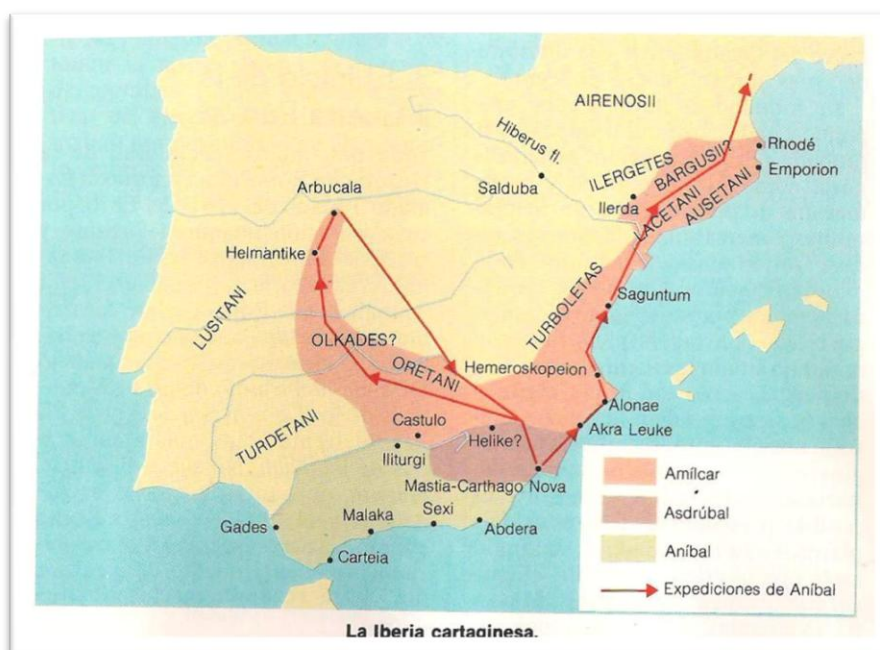 AIRENOSII
Hiberus fl.
Rhodé
BARGUSII?
ILERGETES
Emporion
Arbucala
Salduba
Ilerda
LACETANI
AUSETANI
Helmàntike
LUSITANI
TURBOLETAS
Saguntum
OLKADES?
ORETANI
Hemeroskopeion
Alonae
TURDETANI
Castulo
Helike?
Akra Leuke
Iliturgi
Mastia-Carthago Nova
Gades
Malaka
Sexi
Abdera
Carteia
Amílcar
Asdrúbal
Aníbal
Expediciones de Aníbal
La Iberia cartaginesa.